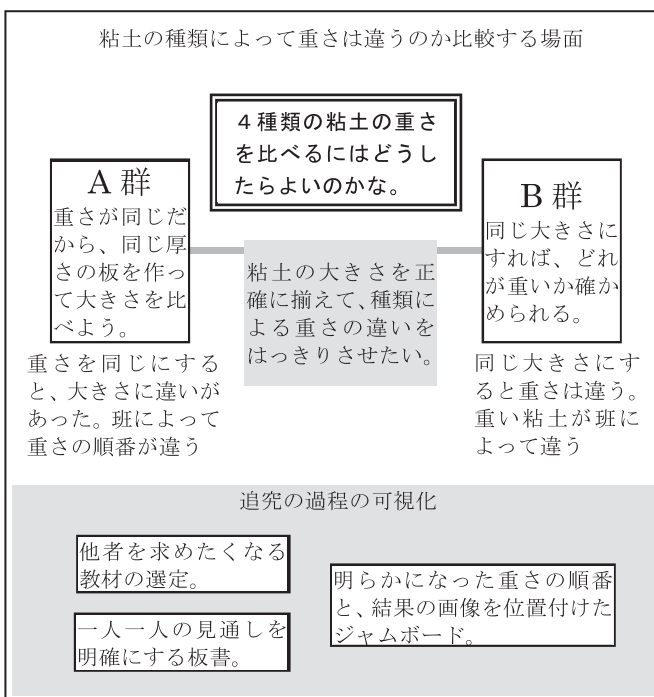 粘土の種類によって重さは違うのか比較する場面
４種類の粘土の重さ
を比べるにはどうし
たらよいのかな。
A 群
重さが同じだ
から、同じ厚
さの板を作っ
て大きさを比
べよう。
重さを同じにする
と、大きさに違いが
あった。班によって
重さの順番が違う
粘土の大きさを正
確に揃えて、種類に
よる重さの違いを
はっきりさせたい。
B 群
同じ大きさに
すれば、どれ
が重いか確か
められる。
同じ大きさにす
ると重さは違う。
重い粘土が班に
よって違う
追究の過程の可視化
他者を求めたくなる
教材の選定。
一人一人の見通しを
明確にする板書。
明らかになった重さの順番
と、結果の画像を位置付けた
ジャムボード。